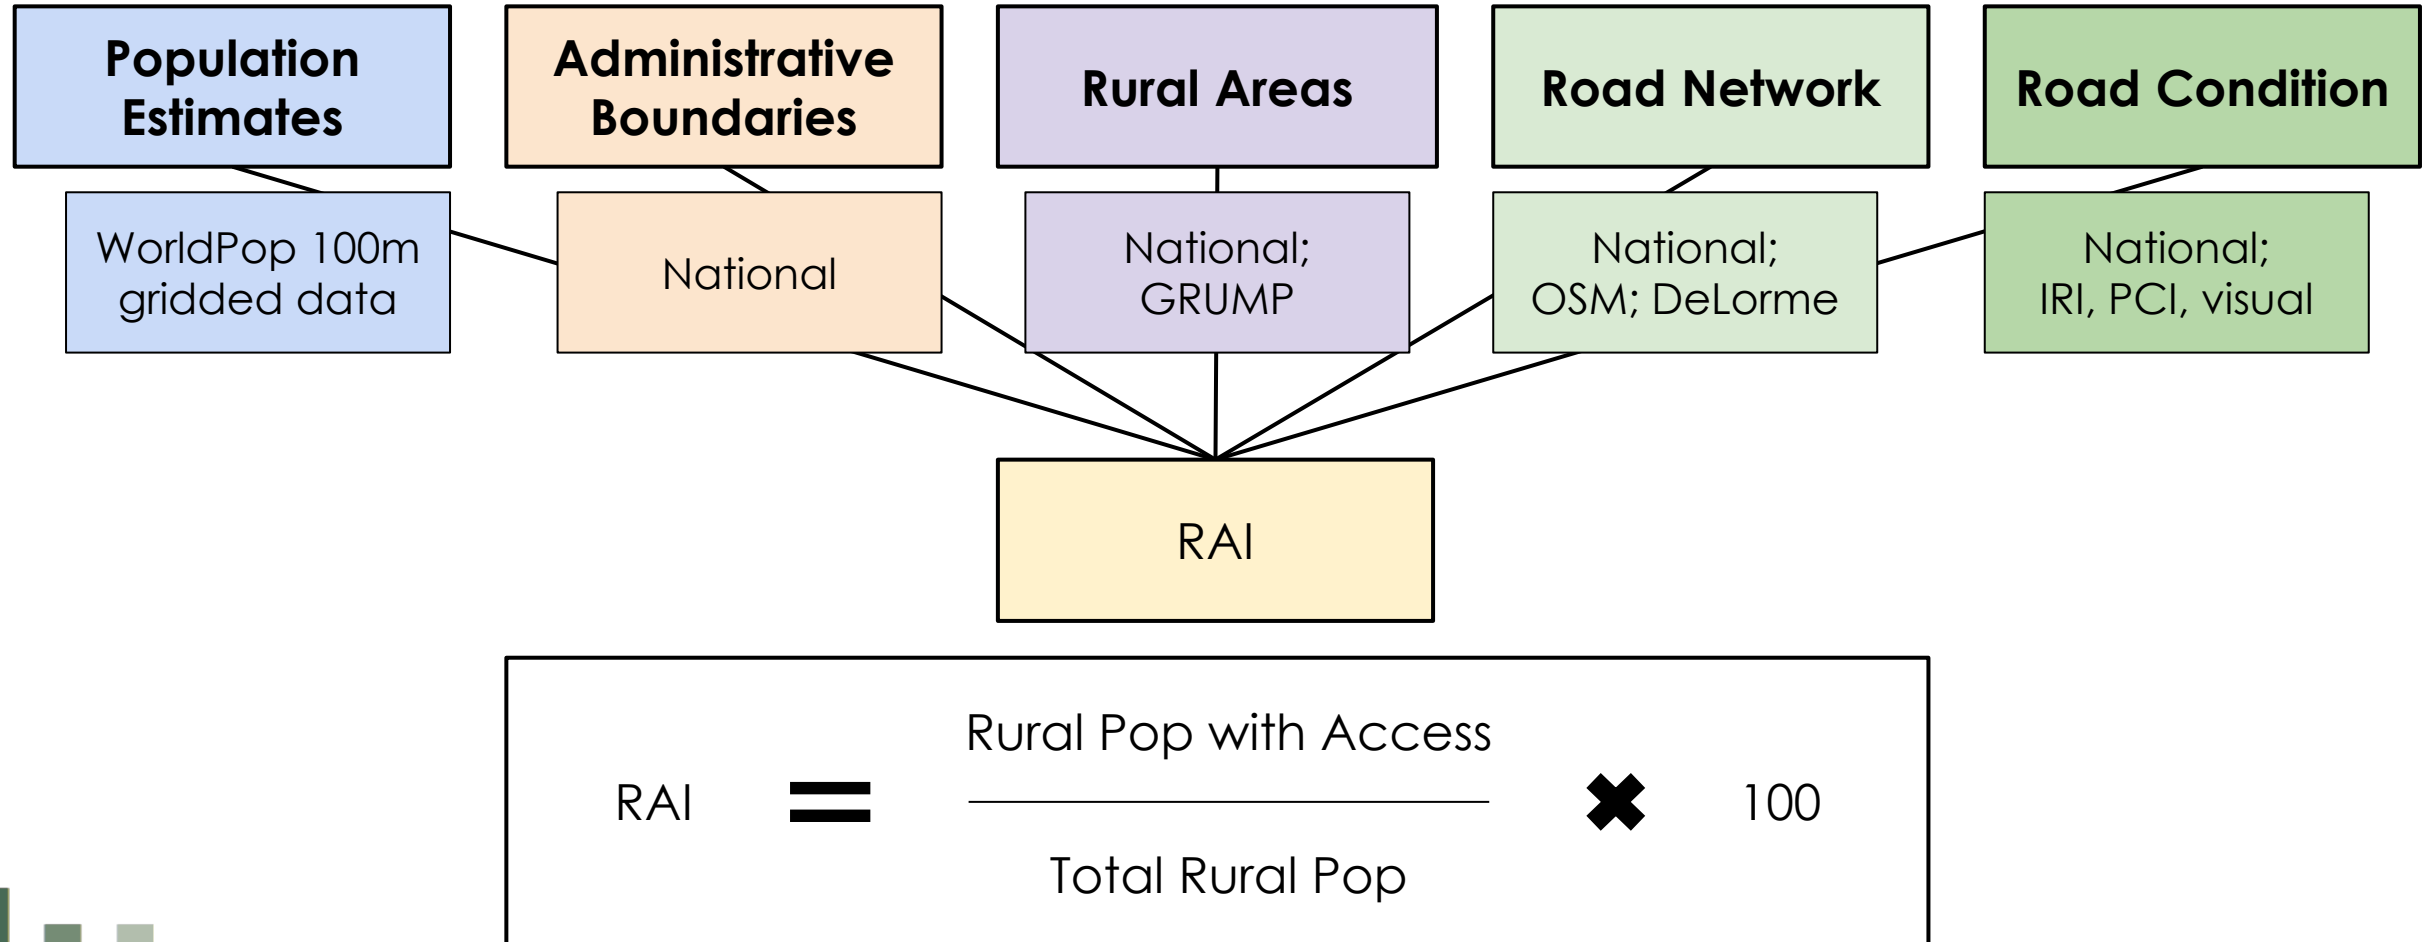 Population
Estimates
Administrative
Boundaries
Rural Areas
Road Network
Road Condition
WorldPop 100m
gridded data
National
National;
GRUMP
National;
OSM; DeLorme
National;
IRI, PCI, visual
RAI
Rural Pop with Access
RAI = ✖ 100
Total Rural Pop